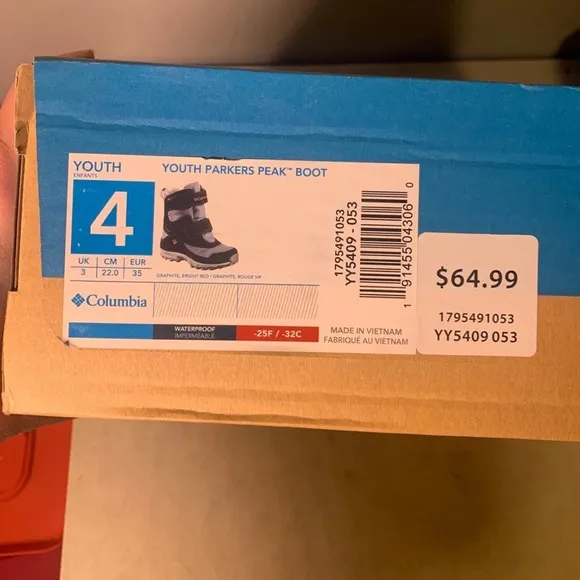 YOUTH
ENFANTS
4
UK CM EUR
3 22.0 35
Columbia
YOUTH PARKERS PEAK™ BOOT
GRAPHITE, BRIGHT RED / GRAPHITE, ROUGE VIF
WATERPROOF
IMPERMÉABLE
-25F / -32C
1795491053
YY5409 - 053
1 91455 04306 0
MADE IN VIETNAM
FABRIQUÉ AU VIETNAM
$64.99
1795491053
YY5409 053